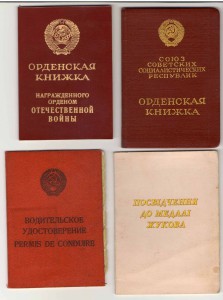 ОРДЕНСКАЯ
КНИЖКА
НАГРАЖДЕННОГО
ОРДЕНОМ
ОТЕЧЕСТВЕННОЙ
ВОЙНЫ
СОЮЗ
СОВЕТСКИХ
СОЦИАЛИСТИЧЕСКИХ
РЕСПУБЛИК
ОРДЕНСКАЯ
КНИЖКА
ВОДИТЕЛЬСКОЕ
УДОСТОВЕРЕНИЕ
PERMIS DE CONDUIRE
ПОСВІДЧЕННЯ
ДО МЕДАЛІ
ЖУКОВА